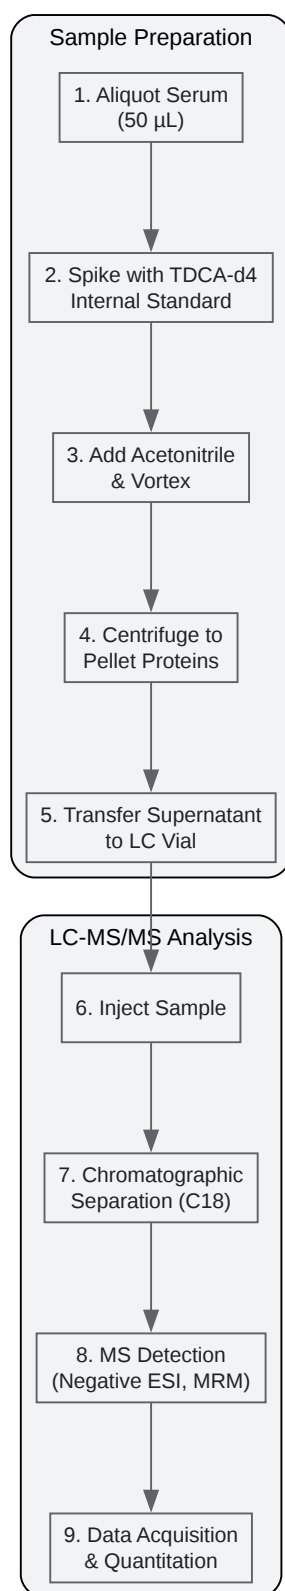 Sample Preparation
1. Aliquot Serum
(50 µL)
2. Spike with TDCA-d4
Internal Standard
3. Add Acetonitrile
& Vortex
4. Centrifuge to
Pellet Proteins
5. Transfer Supernatant
to LC Vial
LC-MS/MS Analysis
6. Inject Sample
7. Chromatographic
Separation (C18)
8. MS Detection
(Negative ESI, MRM)
9. Data Acquisition
& Quantitation